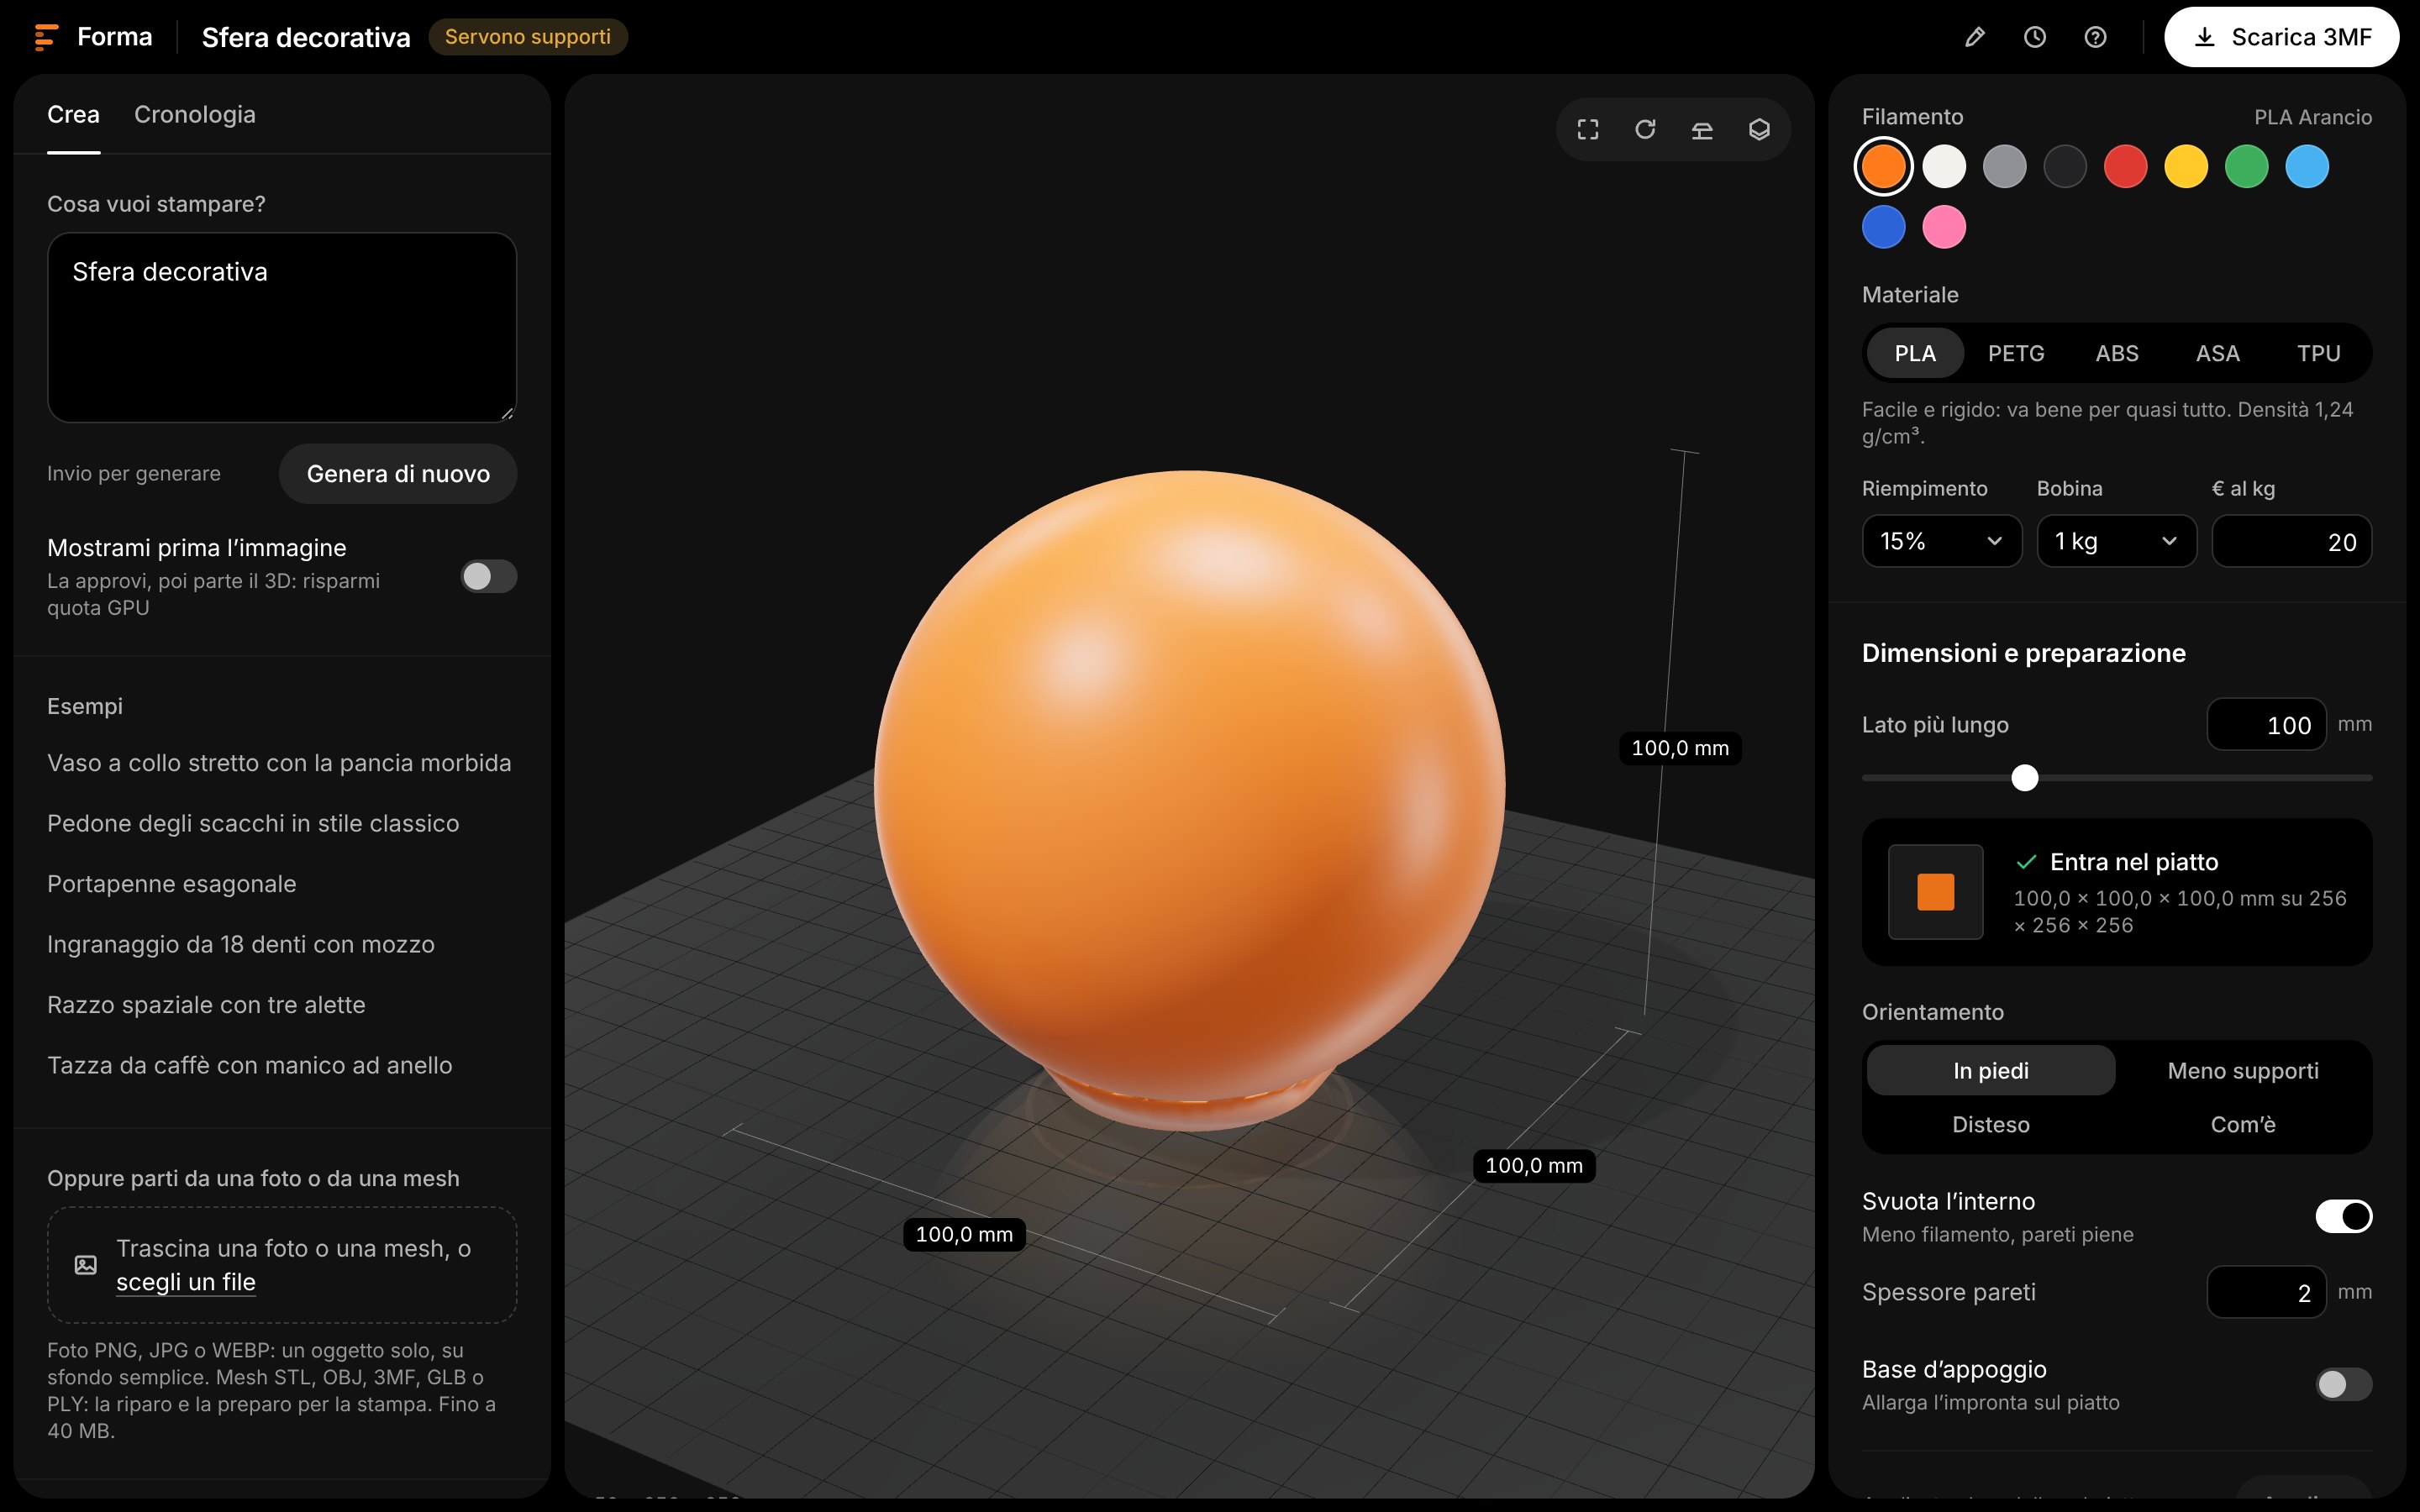 Forma
Sfera decorativa
Servono supporti
Scarica 3MF
Crea
Cronologia
Cosa vuoi stampare?
Sfera decorativa
Invio per generare
Genera di nuovo
Mostrami prima l’immagine
La approvi, poi parte il 3D: risparmi
quota GPU
Esempi
Vaso a collo stretto con la pancia morbida
Pedone degli scacchi in stile classico
Portapenne esagonale
Ingranaggio da 18 denti con mozzo
Razzo spaziale con tre alette
Tazza da caffè con manico ad anello
Oppure parti da una foto o da una mesh
Trascina una foto o una mesh, o
scegli un file
Foto PNG, JPG o WEBP: un oggetto solo, su
sfondo semplice. Mesh STL, OBJ, 3MF, GLB o
PLY: la riparo e la preparo per la stampa. Fino a
40 MB.
100,0 mm
100,0 mm
100,0 mm
Filamento
PLA Arancio
Materiale
PLA
PETG
ABS
ASA
TPU
Facile e rigido: va bene per quasi tutto. Densità 1,24
g/cm³.
Riempimento
Bobina
€ al kg
15%
1 kg
20
Dimensioni e preparazione
Lato più lungo
100
mm
Entra nel piatto
100,0 × 100,0 × 100,0 mm su 256
× 256 × 256
Orientamento
In piedi
Meno supporti
Disteso
Com’è
Svuota l’interno
Meno filamento, pareti piene
Spessore pareti
2
mm
Base d’appoggio
Allarga l’impronta sul piatto